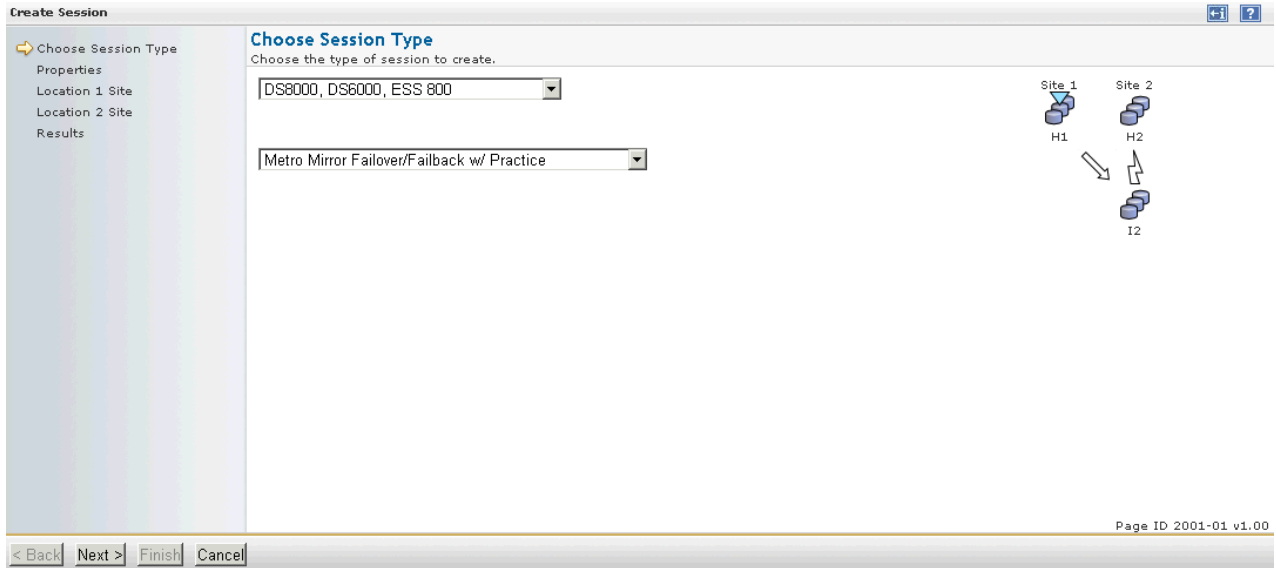 Create Session
Choose Session Type
Properties
Location 1 Site
Location 2 Site
Results
Choose Session Type
Choose the type of session to create.
DS8000, DS6000, ESS 800
Metro Mirror Failover/Failback w/ Practice
Site 1 Site 2
H1 H2
I2
Page ID 2001-01 v1.00
< Back Next > Finish Cancel